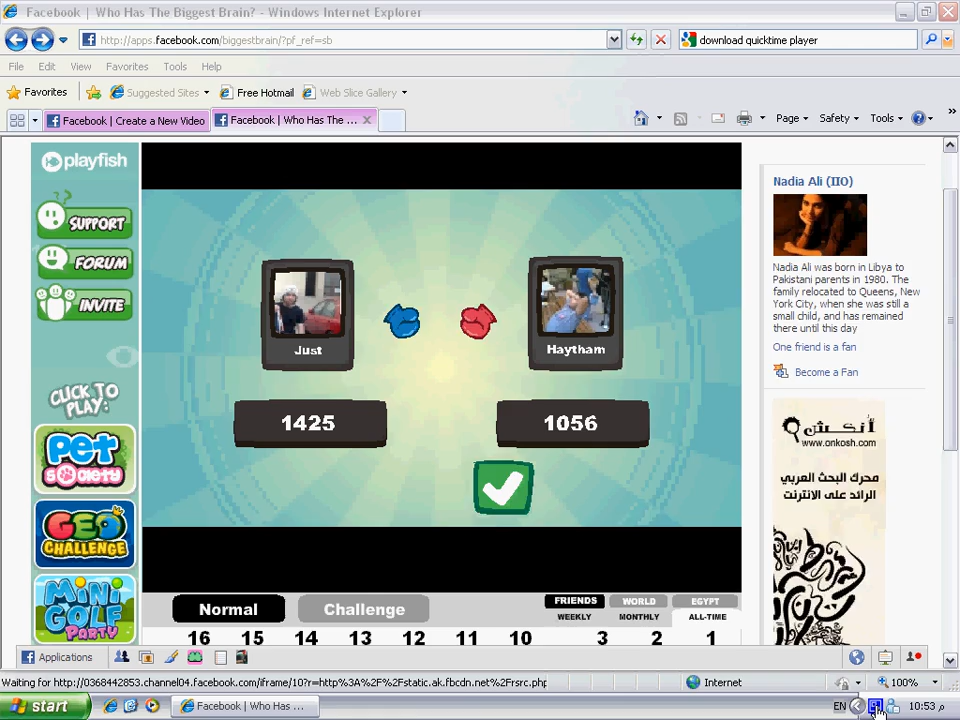 Facebook | Who Has The Biggest Brain? - Windows Internet Explorer
http://apps.facebook.com/biggestbrain/?pf_ref=sb
download quicktime player
File Edit View Favorites Tools Help
Favorites Suggested Sites Free Hotmail Web Slice Gallery
Facebook | Create a New Video
Facebook | Who Has The ...
Page Safety Tools
playfish
SUPPORT
FORUM
INVITE
CLICK TO PLAY:
Pet Society
GEO CHALLENGE
MINI GOLF PARTY
Just
Haytham
1425
1056
Normal
Challenge
FRIENDS WORLD EGYPT
WEEKLY MONTHLY ALL-TIME
16 15 14 13 12 11 10 3 2 1
Nadia Ali (IIO)
Nadia Ali was born in Libya to
Pakistani parents in 1980. The
family relocated to Queens, New
York City, when she was still a
small child, and has remained
there until this day
One friend is a fan
Become a Fan
أنكش
www.onkosh.com
محرك البحث العربي
الرائد على الانترنت
Applications
Waiting for http://0368442853.channel04.facebook.com/iframe/10?r=http%3A%2F%2Fstatic.ak.fbcdn.net%2Frsrc.php
Internet
100%
start
Facebook | Who Has ...
EN
10:53 م